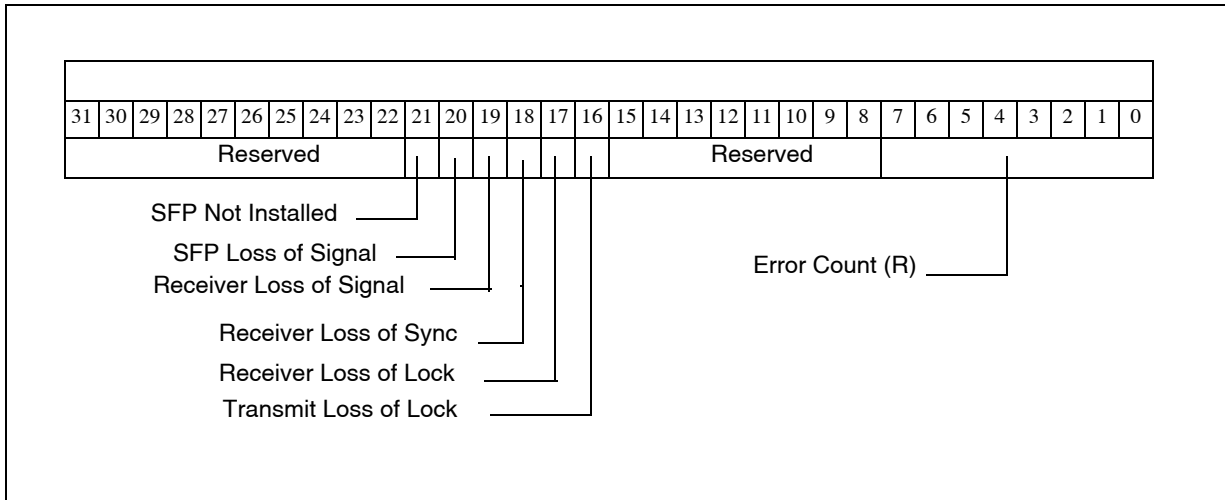 31 30 29 28 27 26 25 24 23 22 21 20 19 18 17 16 15 14 13 12 11 10 9 8 7 6 5 4 3 2 1 0
Reserved Reserved
SFP Not Installed
SFP Loss of Signal
Error Count (R)
Receiver Loss of Signal
Receiver Loss of Sync
Receiver Loss of Lock
Transmit Loss of Lock